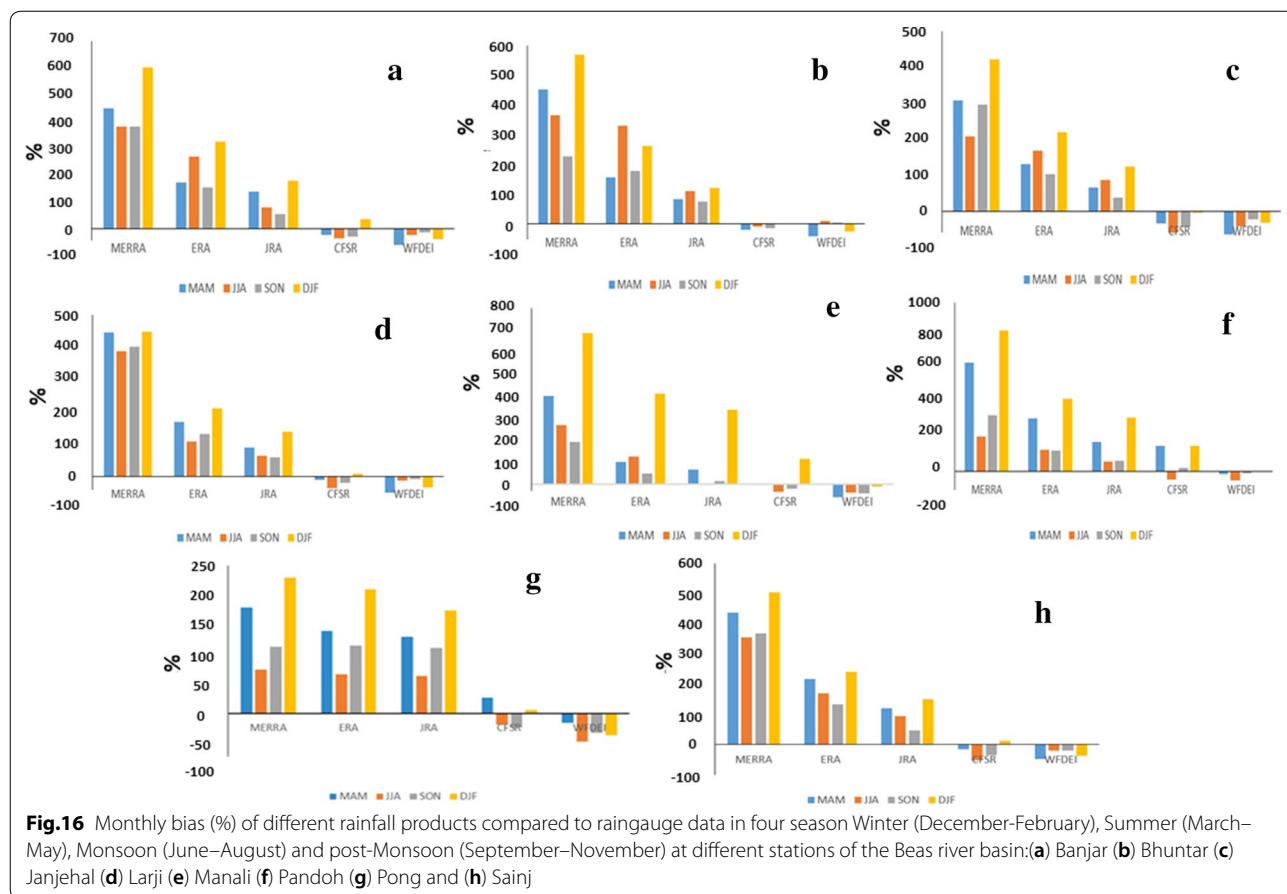 700
600
500
400
300
200
100
0
-100
%
a
MERRA ERA JRA CFSR WFDEI
MAM JJA SON DJF
600
500
400
300
200
100
0
-100
%
b
MERRA ERA JRA CFSR WFDEI
MAM JJA SON DJF
500
400
300
200
100
0
-100
%
c
MERRA ERA JRA CFSR WFDEI
MAM JJA SON DJF
500
400
300
200
100
0
-100
%
d
MERRA ERA JRA CFSR WFDEI
MAM JJA SON DJF
800
700
600
500
400
300
200
100
0
-100
%
e
MERRA ERA JRA CFSR WFDEI
MAM JJA SON DJF
1000
800
600
400
200
0
-200
%
f
MERRA ERA JRA CFSR WFDEI
MAM JJA SON DJF
250
200
150
100
50
0
-50
-100
%
g
MERRA ERA JRA CFSR WFDEI
MAM JJA SON DJF
600
500
400
300
200
100
0
-100
%
h
MERRA ERA JRA CFSR WFDEI
MAM JJA SON DJF
Fig.16 Monthly bias (%) of different rainfall products compared to raingauge data in four season Winter (December-February), Summer (March–
May), Monsoon (June–August) and post-Monsoon (September–November) at different stations of the Beas river basin:(a) Banjar (b) Bhuntar (c)
Janjehal (d) Larji (e) Manali (f) Pandoh (g) Pong and (h) Sainj